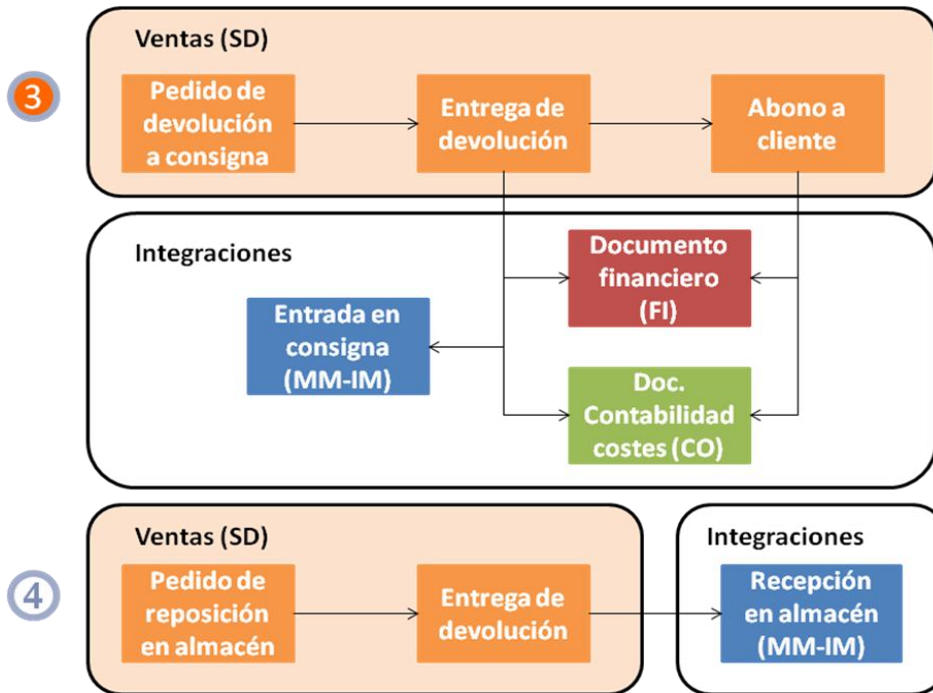 Ventas (SD)
3
Pedido de
devolución
a consigna
Entrega de
devolución
Abono a
cliente
Integraciones
Documento
financiero
(FI)
Entrada en
consigna
(MM-IM)
Doc.
Contabilidad
costes (CO)
Ventas (SD)
Integraciones
4
Pedido de
reposición
en almacén
Entrega de
devolución
Recepción
en almacén
(MM-IM)